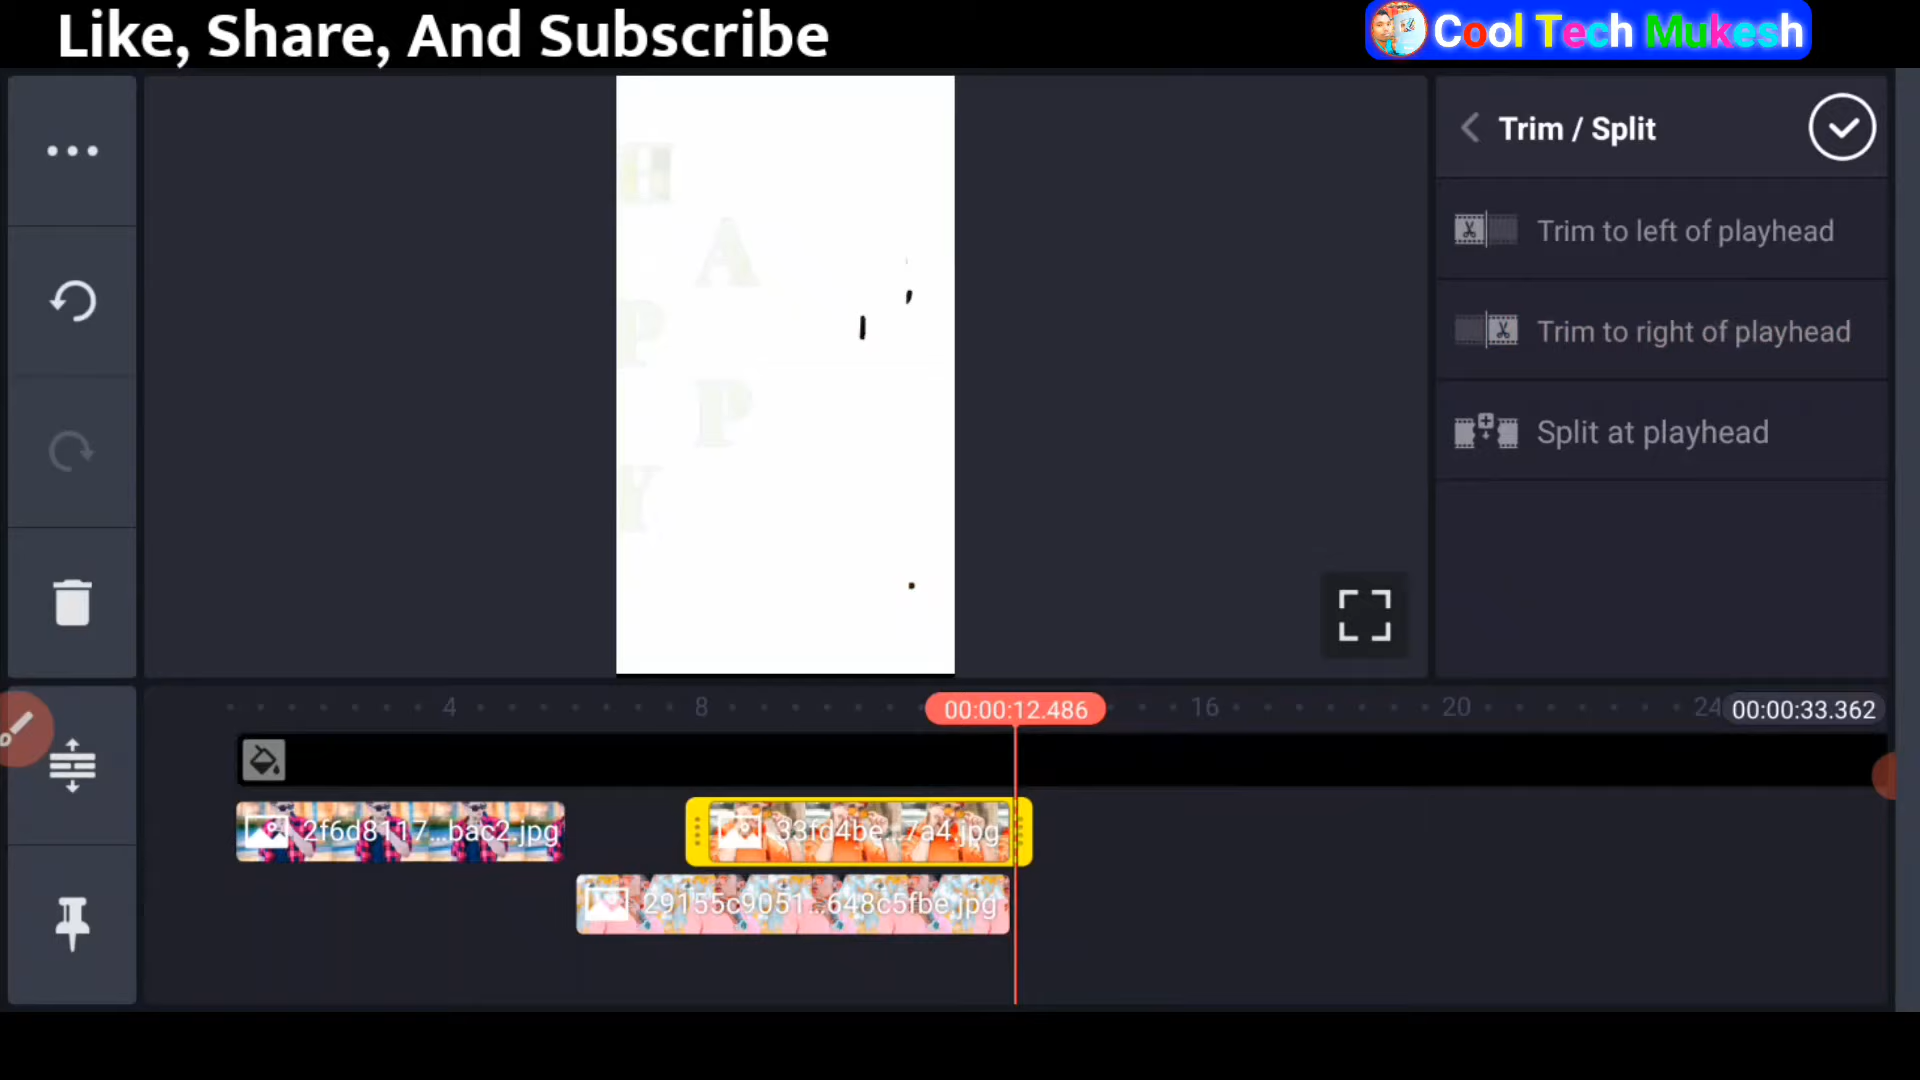 Like, Share, And Subscribe
Cool Tech Mukesh
Trim / Split
Trim to left of playhead
Trim to right of playhead
Split at playhead
H
A
P
P
Y
4
8
00:00:12.486
16
20
24
00:00:33.362
2f6d8117...bac2.jpg
33fd4be...7a4.jpg
29155c9051...648c5fbe.jpg